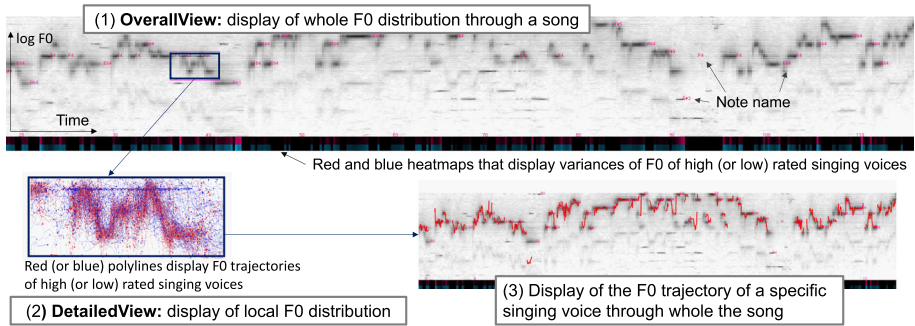 (1) OverallView: display of whole F0 distribution through a song
log F0
Time
Note name
Red and blue heatmaps that display variances of F0 of high (or low) rated singing voices
Red (or blue) polylines display F0 trajectories
of high (or low) rated singing voices
(2) DetailedView: display of local F0 distribution
(3) Display of the F0 trajectory of a specific
singing voice through whole the song